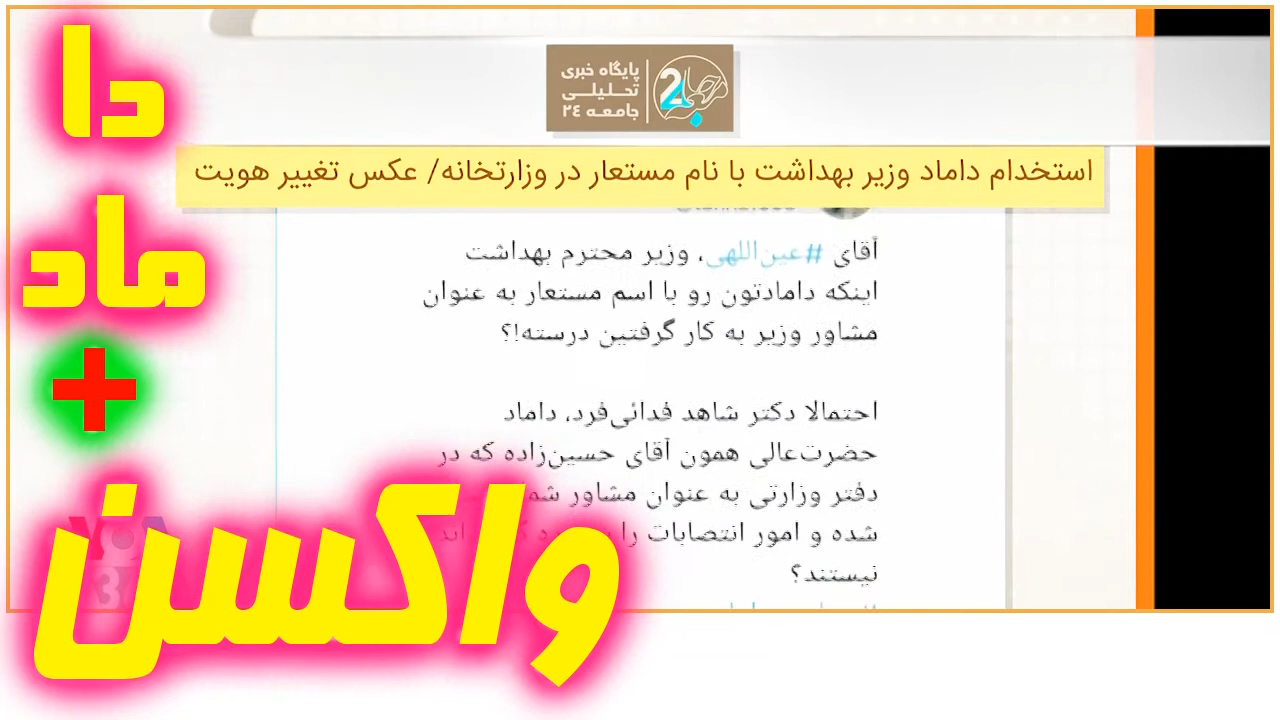 دا
ماد
+
واکسن
پایگاه خبری
تحلیلی
جامعه ۲۴
استخدام داماد وزیر بهداشت با نام مستعار در وزارتخانه/ عکس تغییر هویت
آقای #عین‌اللهی، وزیر محترم بهداشت
اینکه دامادتون رو با اسم مستعار به عنوان
مشاور وزیر به کار گرفتین درسته!؟
احتمالا دکتر شاهد فدائی‌فرد، داماد
حضرت‌عالی همون آقای حسین‌زاده که در
دفتر وزارتی به عنوان مشاور
شده و امور انتصابات را
نیستند؟